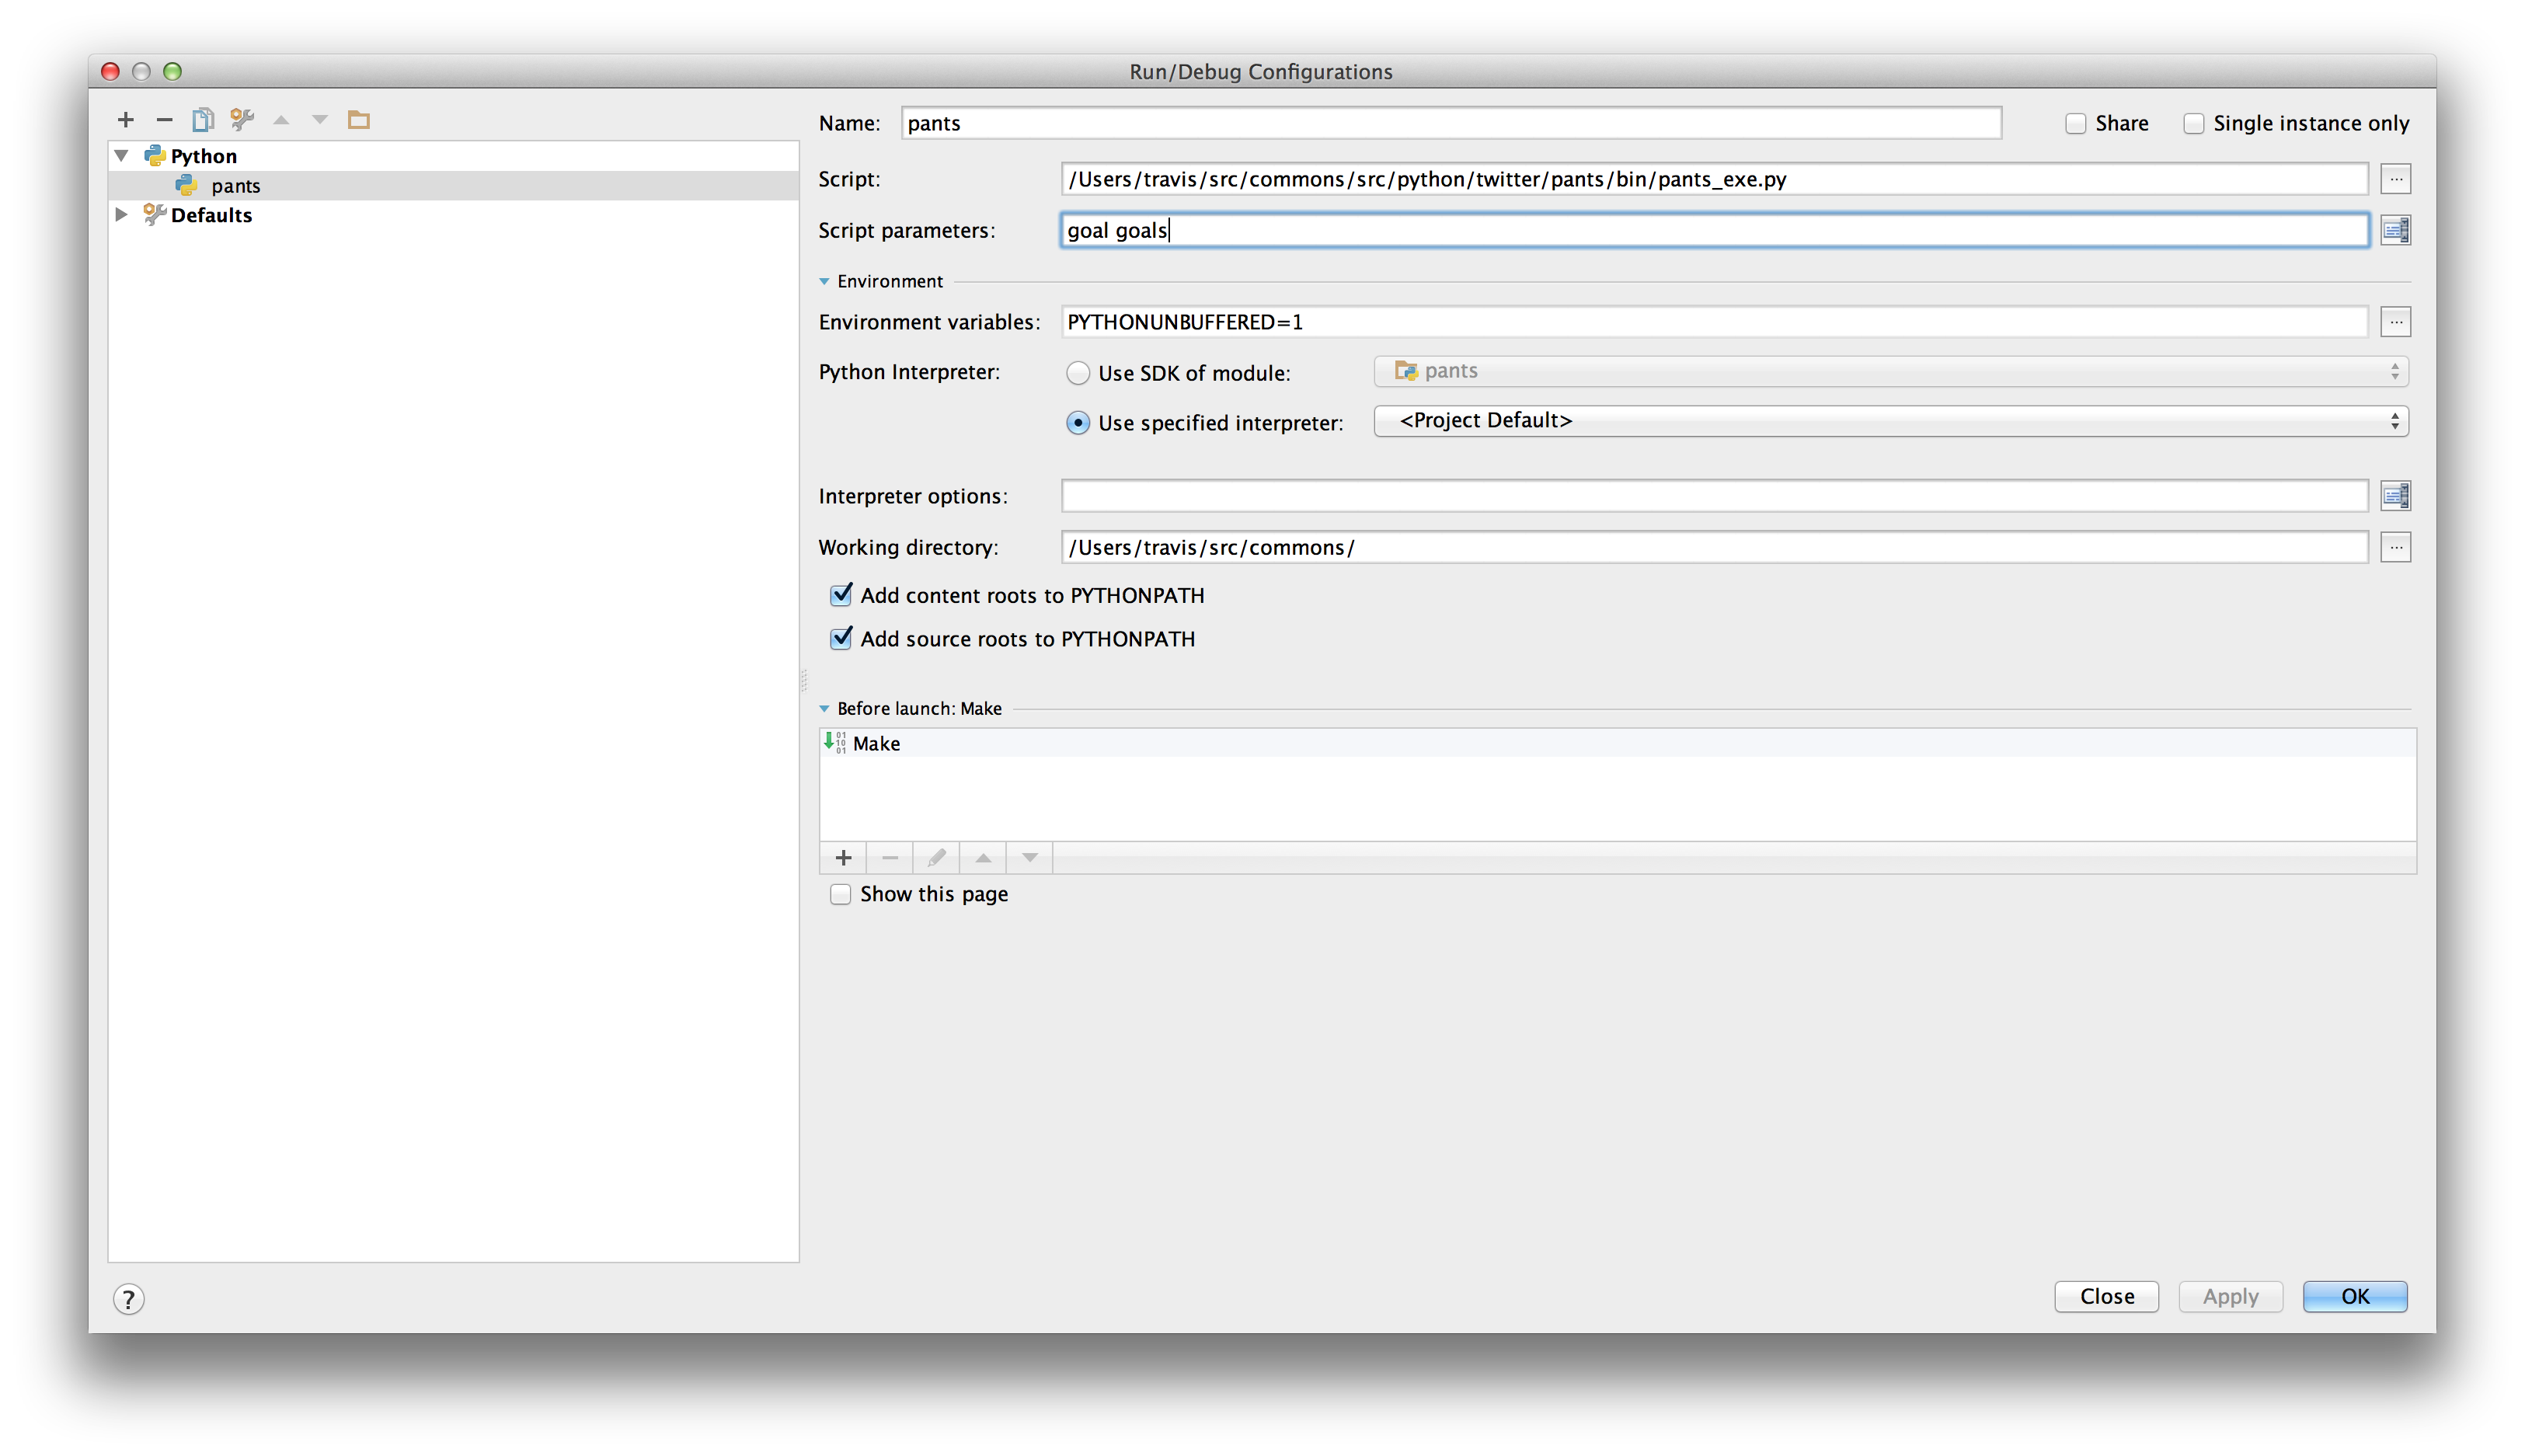 Run/Debug Configurations
Name: pants
Share
Single instance only
Python
pants
Defaults
Script: /Users/travis/src/commons/src/python/twitter/pants/bin/pants_exe.py ...
Script parameters: goal goals
Environment
Environment variables: PYTHONUNBUFFERED=1 ...
Python Interpreter: Use SDK of module: pants
Use specified interpreter: <Project Default>
Interpreter options:
Working directory: /Users/travis/src/commons/ ...
Add content roots to PYTHONPATH
Add source roots to PYTHONPATH
Before launch: Make
Make
Show this page
? Close Apply OK